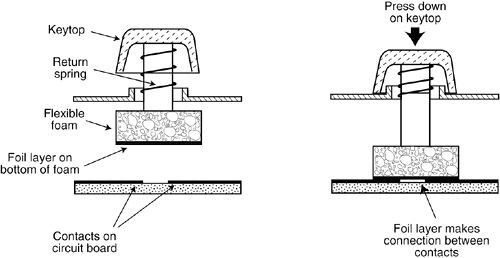 Keytop
Return
spring
Flexible
foam
Foil layer on
bottom of foam
Contacts on
circuit board
Press down
on keytop
Foil layer makes
connection between
contacts